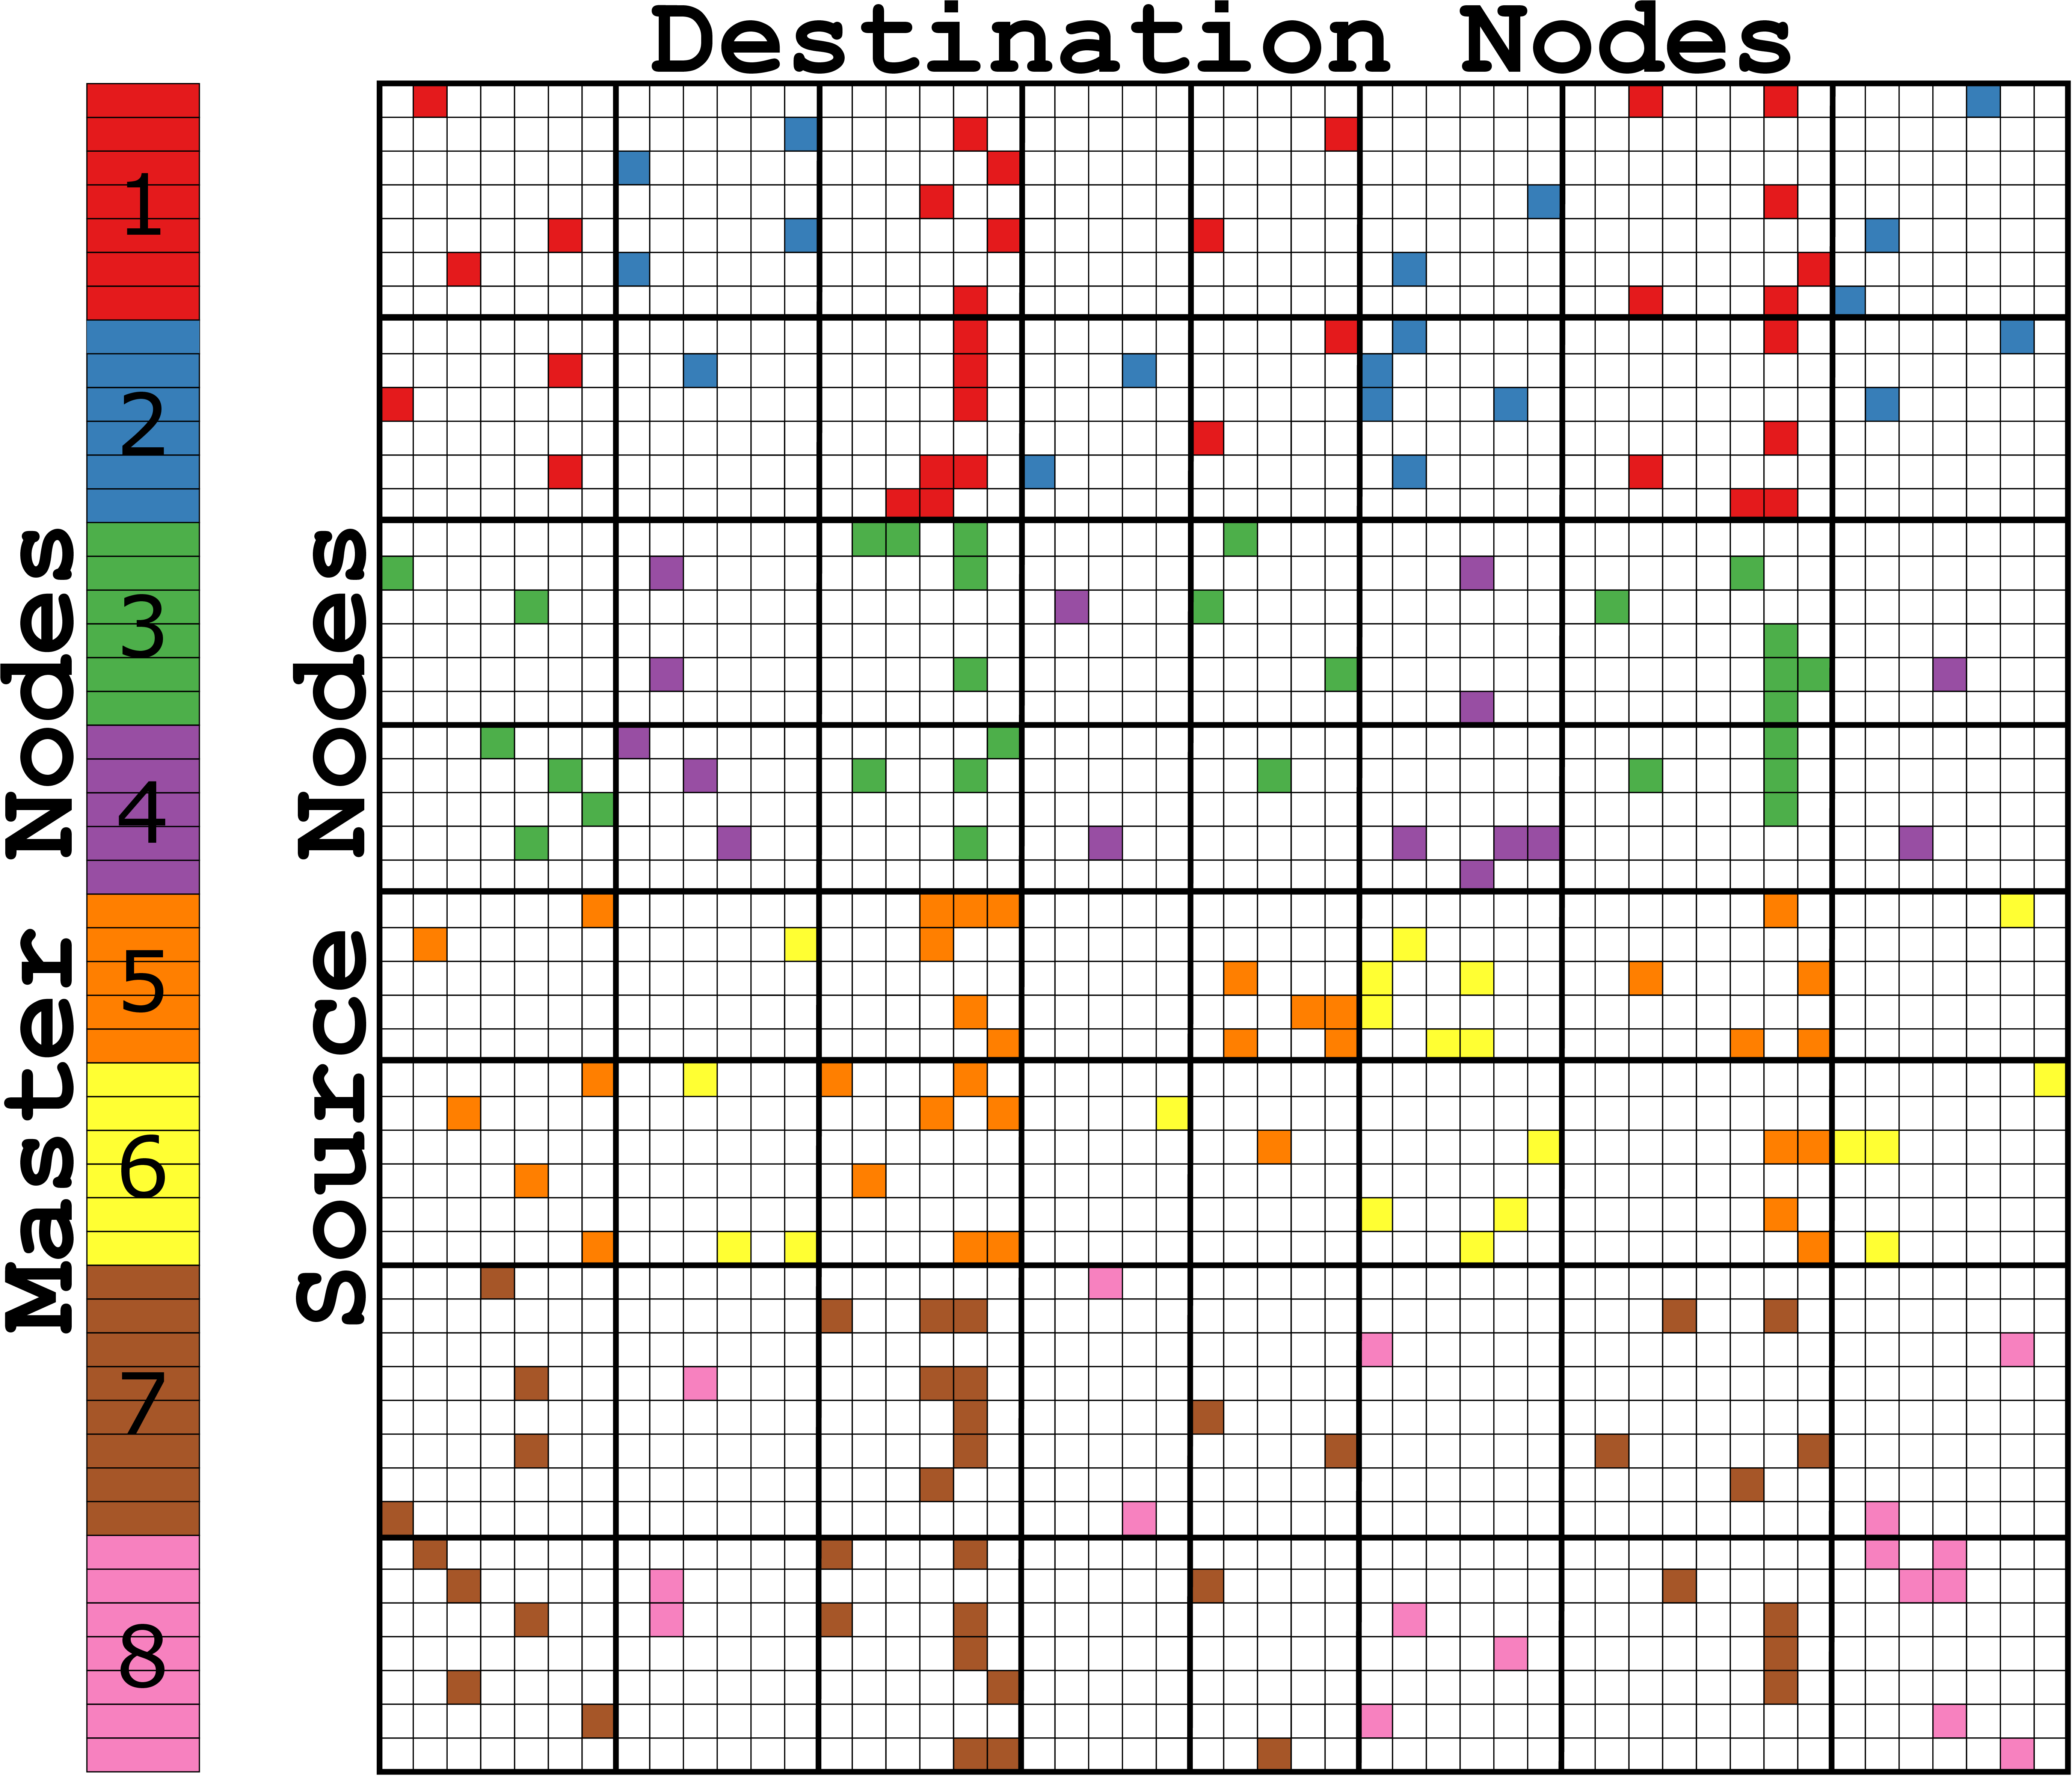 Destination Nodes
Master Nodes
Source Nodes
1
2
3
4
5
6
7
8